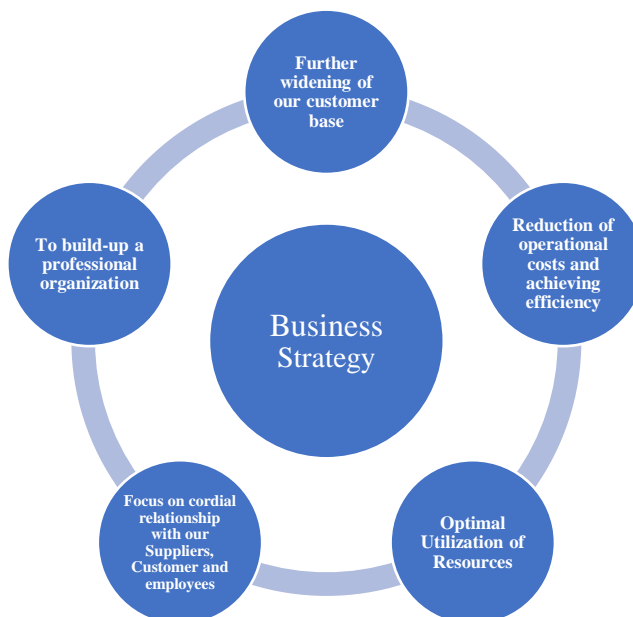 Further
widening of
our customer
base
Reduction of
operational
costs and
achieving
efficiency
Optimal
Utilization of
Resources
Focus on cordial
relationship
with our
Suppliers,
Customer and
employees
To build-up a
professional
organization
Business
Strategy